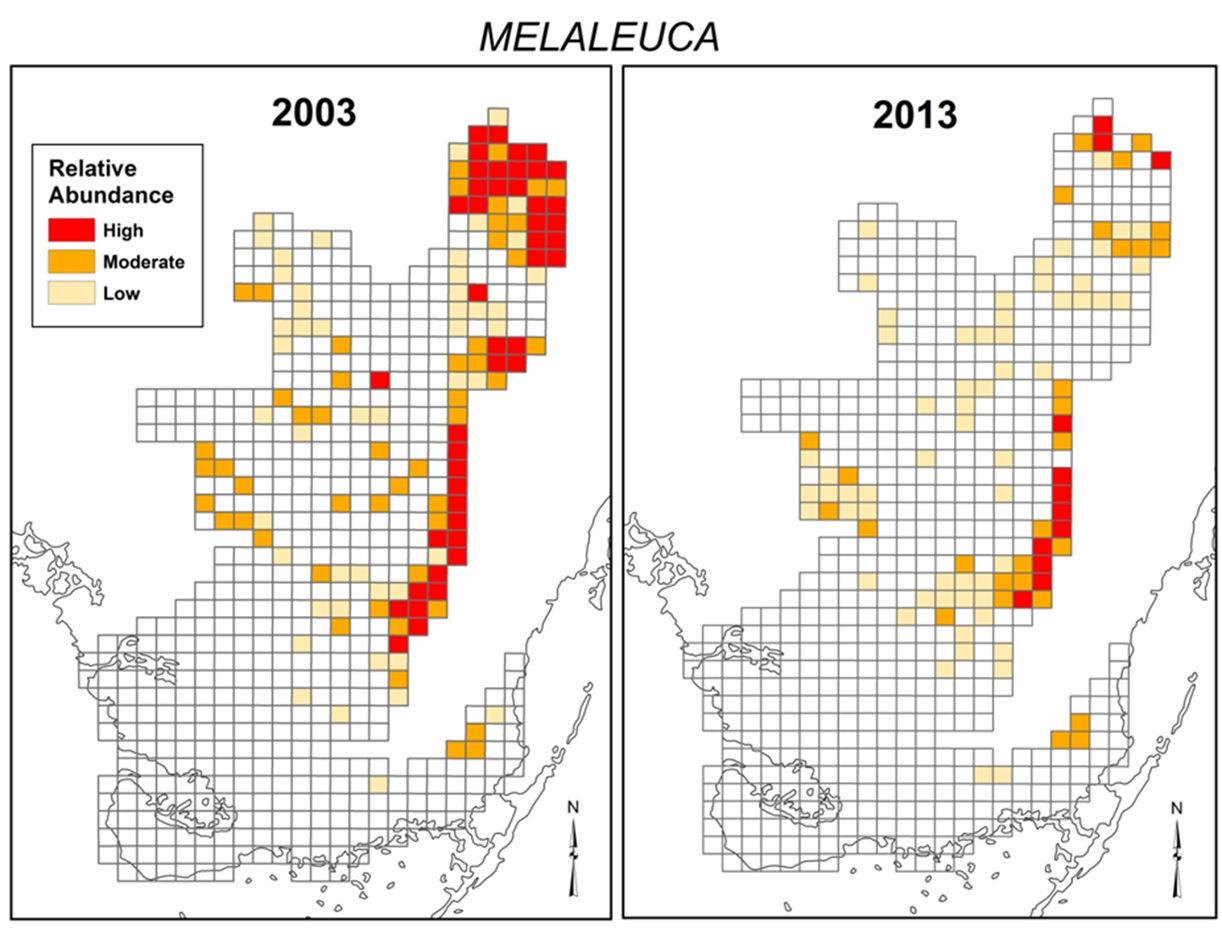 MELALEUCA
2003
Relative
Abundance
High
Moderate
Low
N
2013
N